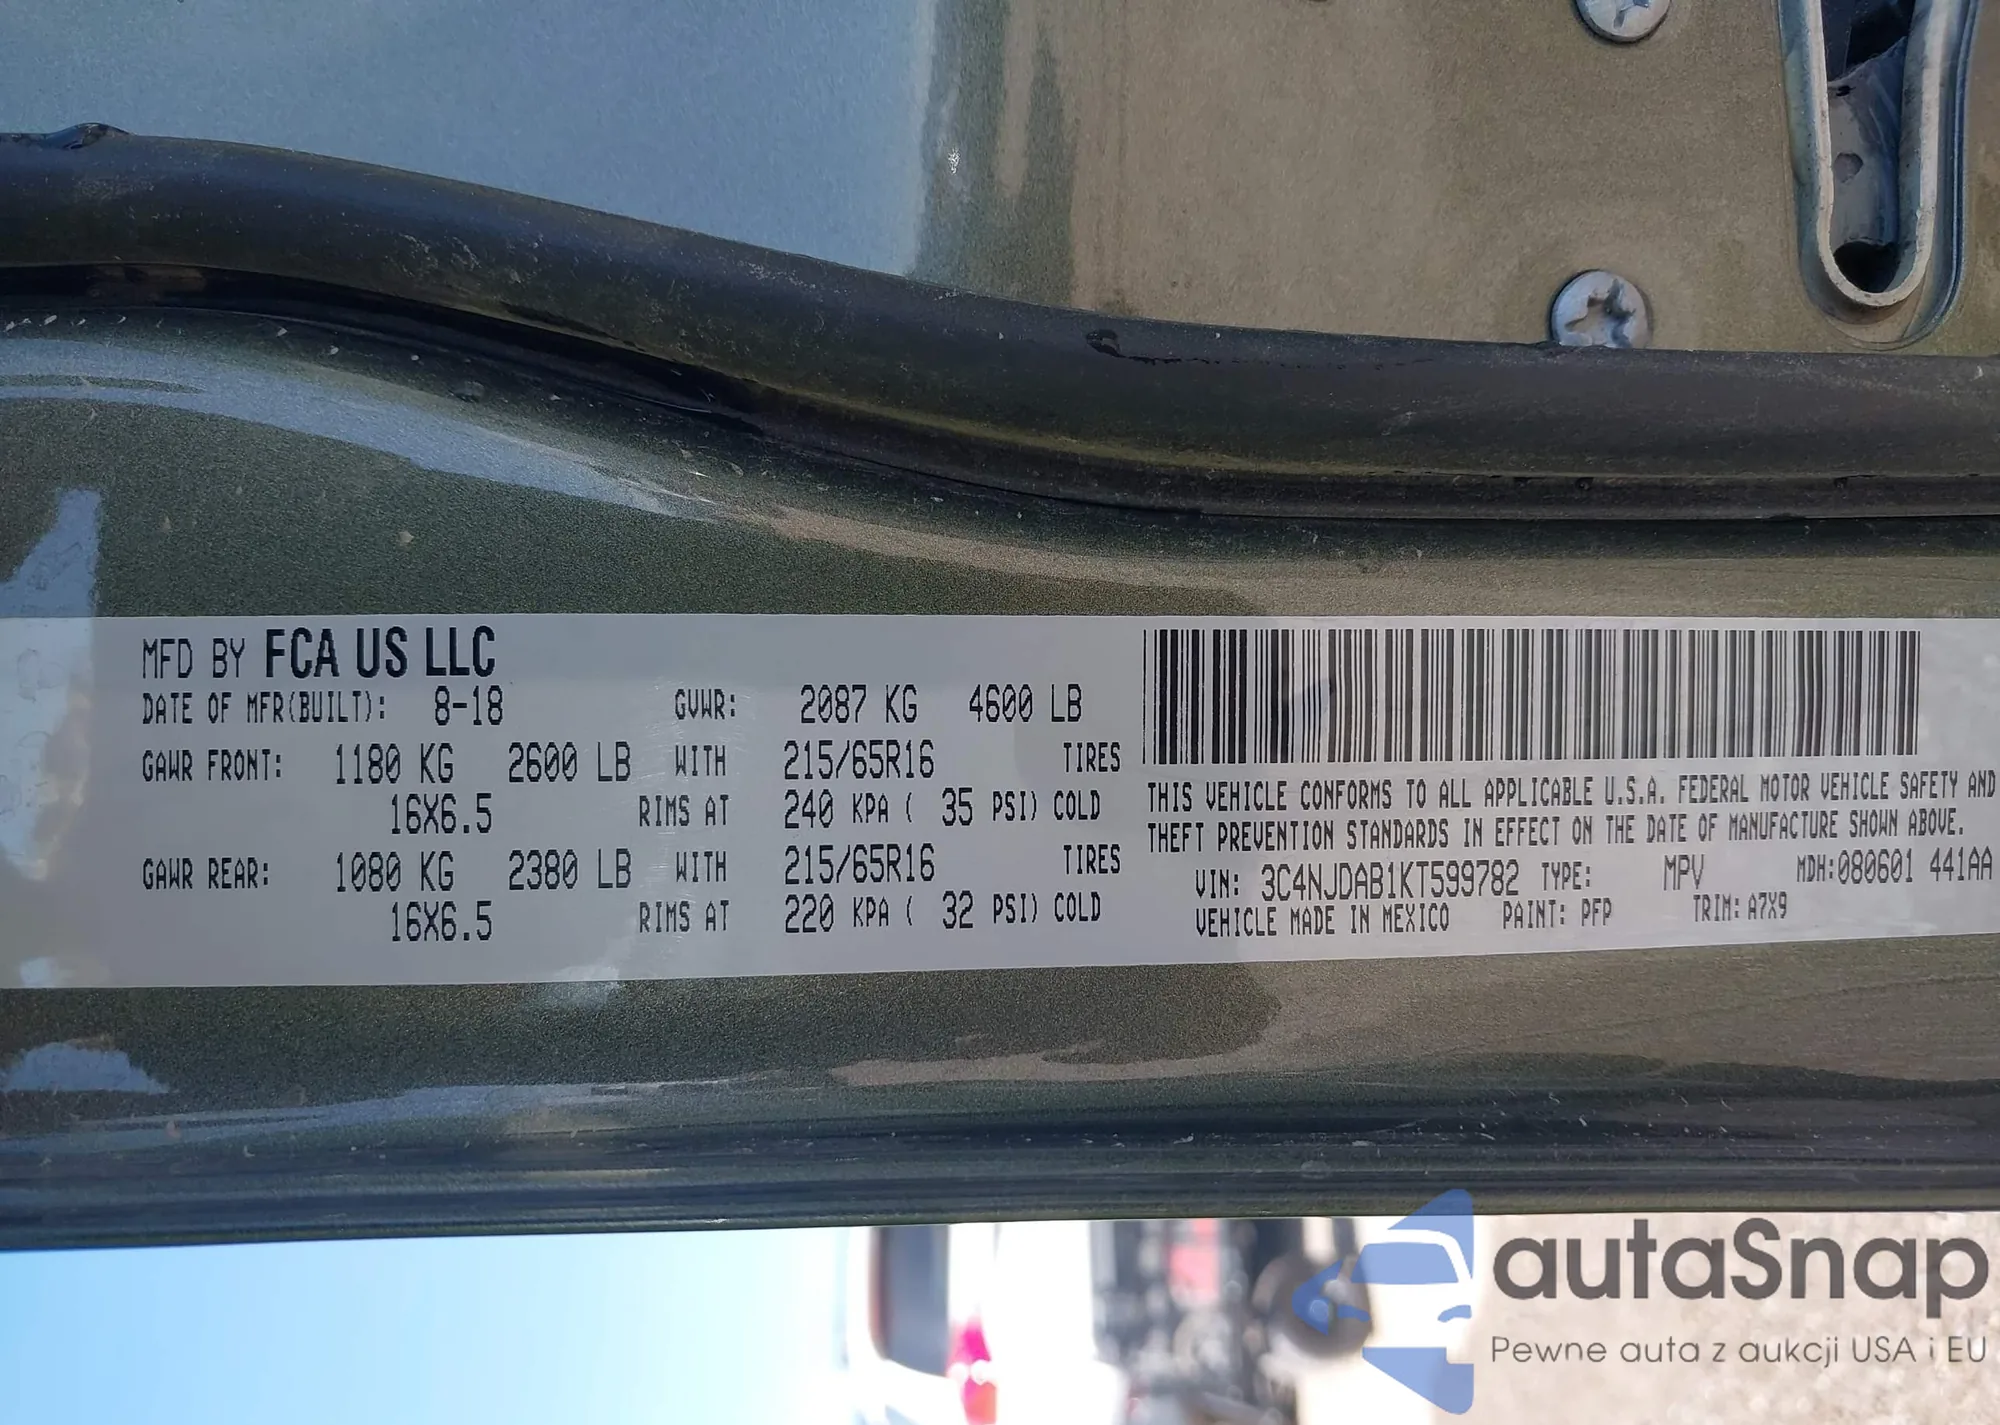 MFD BY FCA US LLC
DATE OF MFR(BUILT): 8-18 GVWR: 2087 KG 4600 LB
GAWR FRONT: 1180 KG 2600 LB WITH 215/65R16 TIRES
16X6.5 RIMS AT 240 KPA ( 35 PSI) COLD
GAWR REAR: 1080 KG 2380 LB WITH 215/65R16 TIRES
16X6.5 RIMS AT 220 KPA ( 32 PSI) COLD
THIS VEHICLE CONFORMS TO ALL APPLICABLE U.S.A. FEDERAL MOTOR VEHICLE SAFETY AND
THEFT PREVENTION STANDARDS IN EFFECT ON THE DATE OF MANUFACTURE SHOWN ABOVE.
VIN: 3C4NJDAB1KT599782 TYPE: MPV MDH:080601 441AA
VEHICLE MADE IN MEXICO PAINT: PFP TRIM: A7X9
autaSnap
Pewne auta z aukcji USA i EU